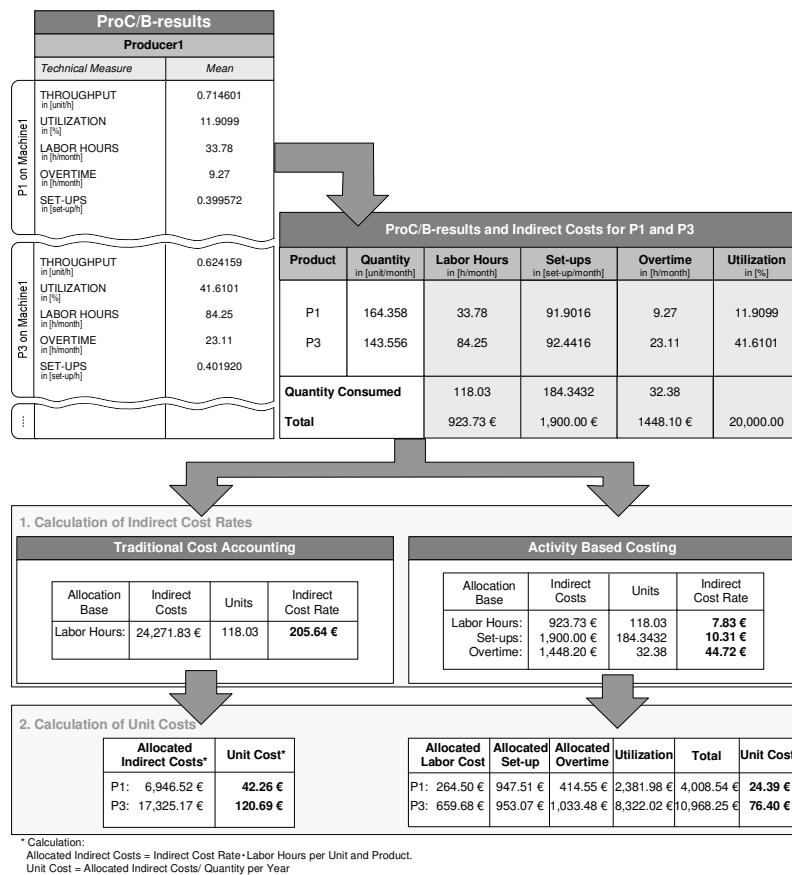 ProC/B-results
Producer1
Technical Measure Mean
P1 on Machine1
THROUGHPUT 0.714601
in [unit/h]
UTILIZATION 11.9099
in [%]
LABOR HOURS 33.78
in [h/month]
OVERTIME 9.27
in [h/month]
SET-UPS 0.399572
in [set-up/h]
P3 on Machine1
THROUGHPUT 0.624159
in [unit/h]
UTILIZATION 41.6101
in [%]
LABOR HOURS 84.25
in [h/month]
OVERTIME 23.11
in [h/month]
SET-UPS 0.401920
in [set-up/h]
....
ProC/B-results and Indirect Costs for P1 and P3
Product Quantity Labor Hours Set-ups Overtime Utilization
in [unit/month] in [h/month] in [set-up/month] in [h/month] in [%]
P1 164.358 33.78 91.9016 9.27 11.9099
P3 143.556 84.25 92.4416 23.11 41.6101
Quantity Consumed 118.03 184.3432 32.38
Total 923.73 € 1,900.00 € 1448.10 € 20,000.00
1. Calculation of Indirect Cost Rates
Traditional Cost Accounting
Allocation Indirect Units Indirect
Base Costs Cost Rate
Labor Hours: 24,271.83 € 118.03 205.64 €
Activity Based Costing
Allocation Indirect Units Indirect
Base Costs Cost Rate
Labor Hours: 923.73 € 118.03 7.83 €
Set-ups: 1,900.00 € 184.3432 10.31 €
Overtime: 1,448.20 € 32.38 44.72 €
2. Calculation of Unit Costs
Allocated Unit Cost*
Indirect Costs*
P1: 6,946.52 € 42.26 €
P3: 17,325.17 € 120.69 €
Allocated Allocated Allocated Utilization Total Unit Cost
Labor Cost Set-up Overtime
P1: 264.50 € 947.51 € 414.55 € 2,381.98 € 4,008.54 € 24.39 €
P3: 659.68 € 953.07 € 1,033.48 € 8,322.02 € 10,968.25 € 76.40 €
* Calculation:
Allocated Indirect Costs = Indirect Cost Rate·Labor Hours per Unit and Product.
Unit Cost = Allocated Indirect Costs/ Quantity per Year